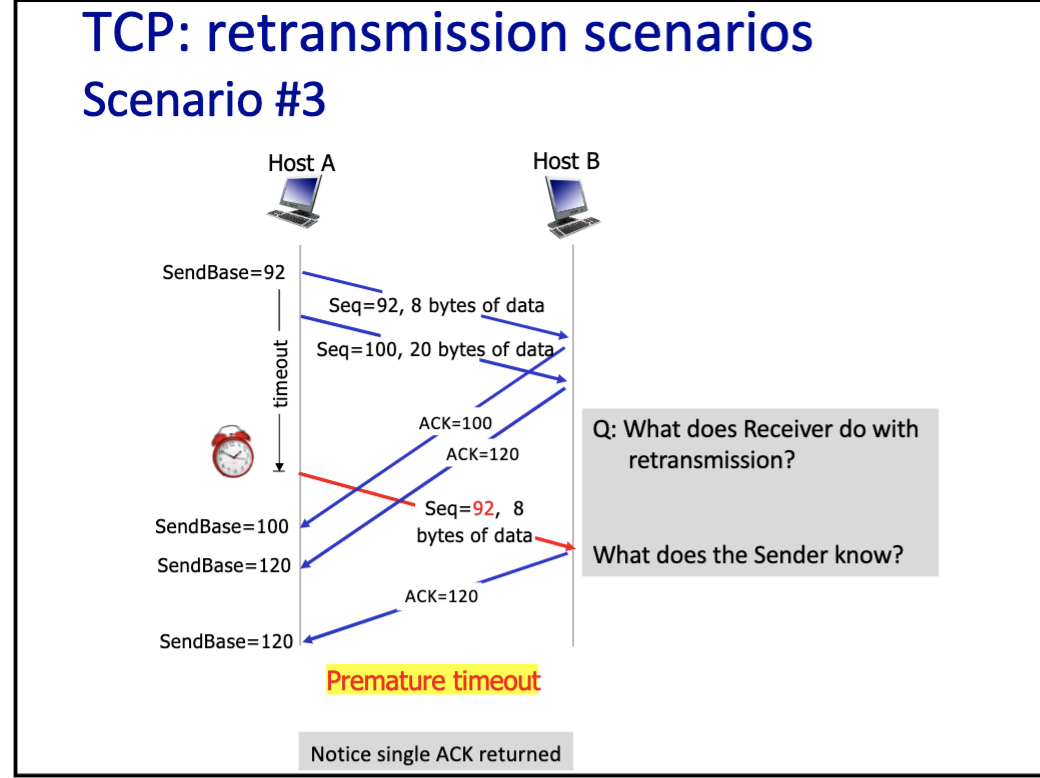 TCP: retransmission scenarios
Scenario #3
Host A
Host B
SendBase=92
Seq=92, 8 bytes of data
Seq=100, 20 bytes of data
timeout
ACK=100
ACK=120
Q: What does Receiver do with
retransmission?
Seq=92, 8
bytes of data
SendBase=100
SendBase=120
What does the Sender know?
ACK=120
SendBase=120
Premature timeout
Notice single ACK returned